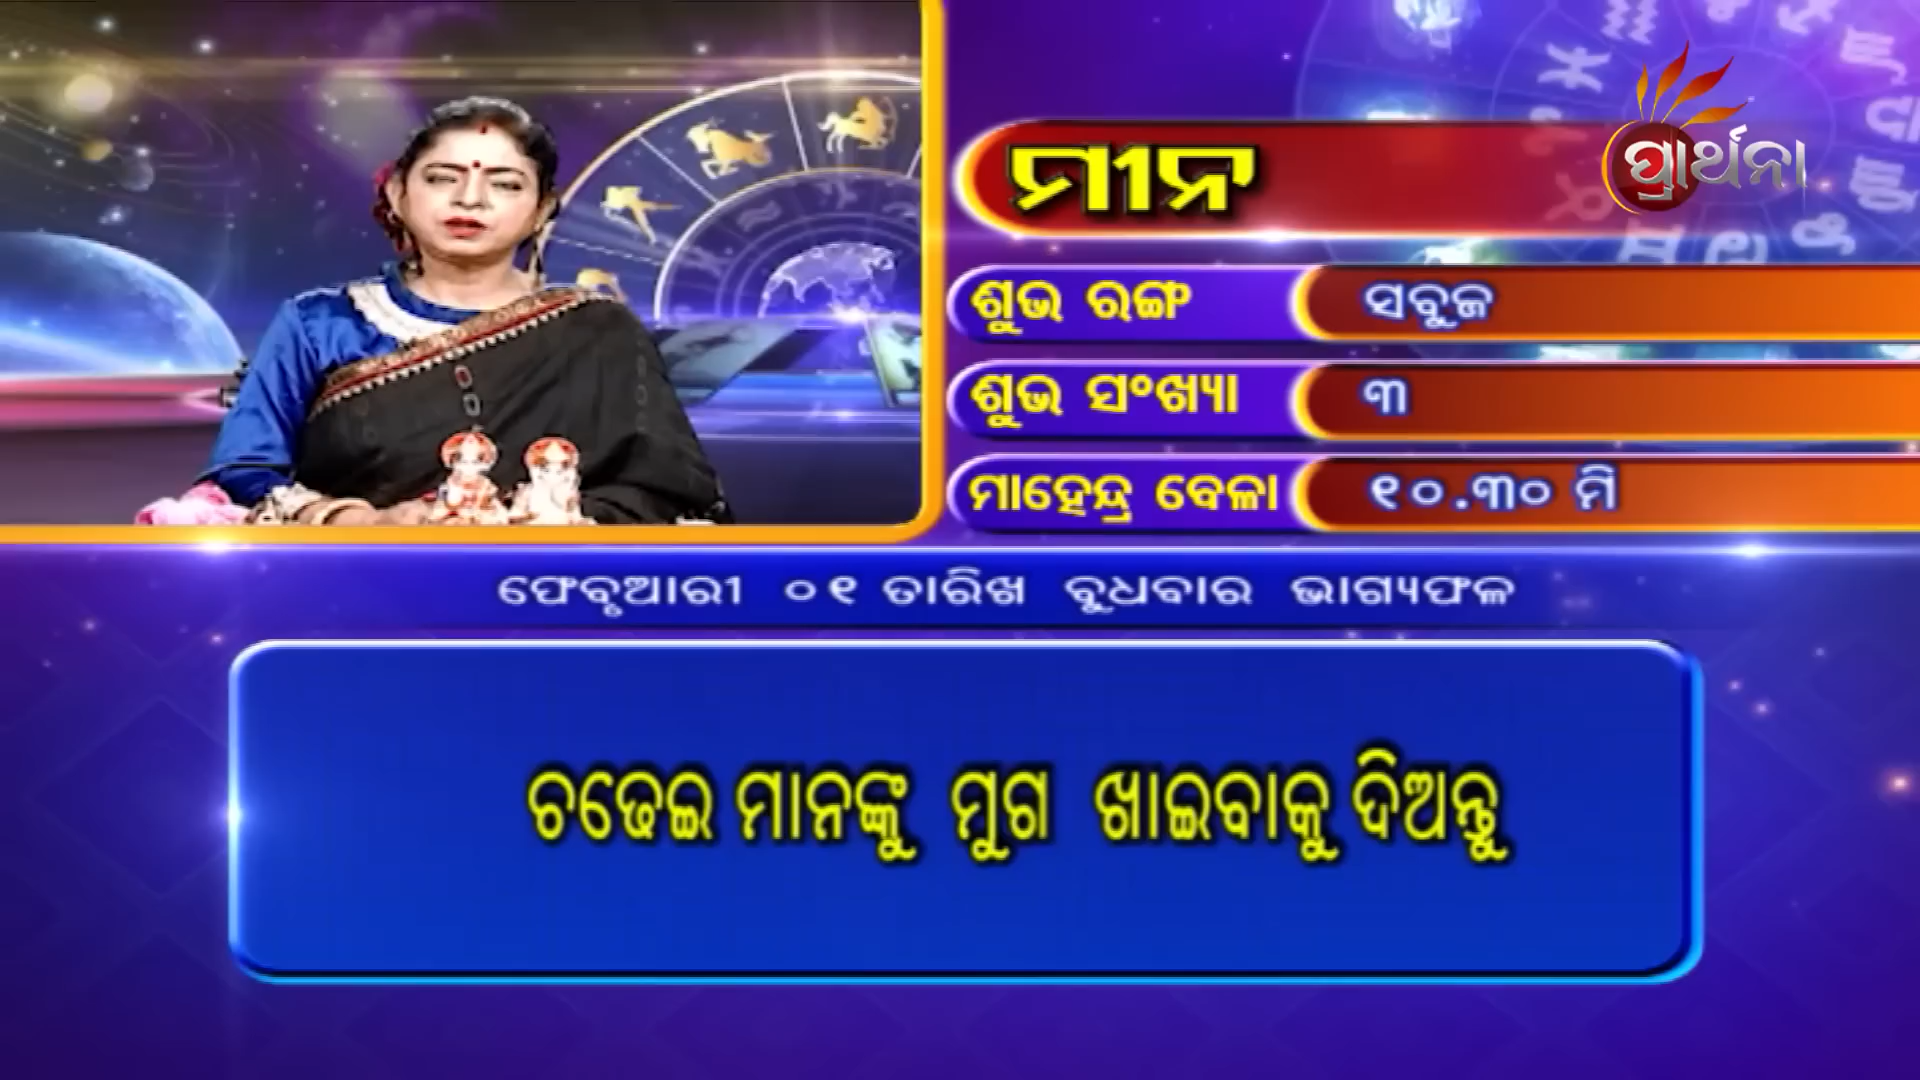 ମୀନ
ପ୍ରାର୍ଥନା
ଶୁଭ ରଙ୍ଗ ସବୁଜ
ଶୁଭ ସଂଖ୍ୟା ୩
ମାହେନ୍ଦ୍ର ବେଳା ୧୦.୩୦ ମି
ଫେବୃଆରୀ ୦୧ ତାରିଖ ବୁଧବାର ଭାଗ୍ୟଫଳ
ଚଢେଇ ମାନଙ୍କୁ ମୁଗ ଖାଇବାକୁ ଦିଅନ୍ତୁ